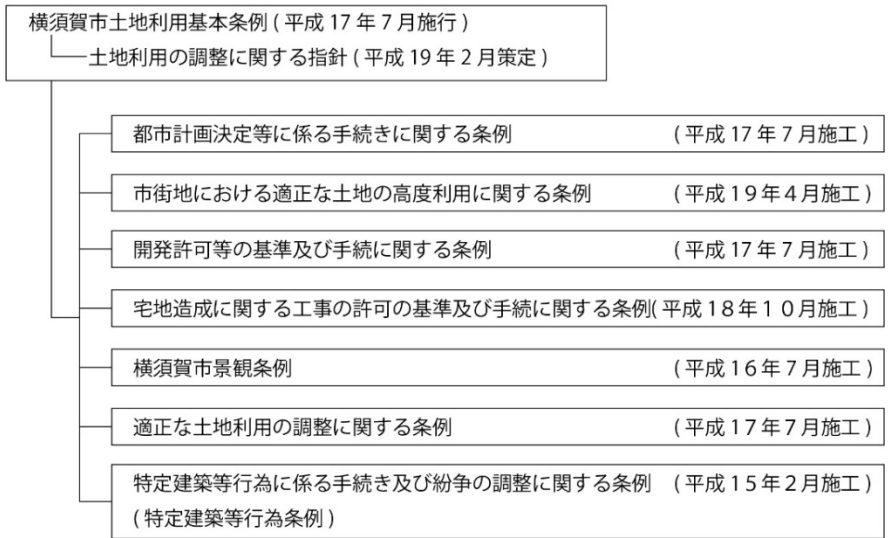 横須賀市土地利用基本条例 ( 平成 17 年 7 月施行 )
土地利用の調整に関する指針 ( 平成 19 年 2 月策定 )
都市計画決定等に係る手続きに関する条例 ( 平成 17 年 7 月施工 )
市街地における適正な土地の高度利用に関する条例 ( 平成 1 9 年 4 月施工 )
開発許可等の基準及び手続に関する条例 ( 平成 17 年 7 月施工 )
宅地造成に関する工事の許可の基準及び手続に関する条例( 平成 1 8 年 1 0 月施工 )
横須賀市景観条例 ( 平成 1 6 年 7 月施工 )
適正な土地利用の調整に関する条例 ( 平成 1 7 年 7 月施工 )
特定建築等行為に係る手続き及び紛争の調整に関する条例 ( 平成 1 5 年 2 月施工 )
( 特定建築等行為条例 )